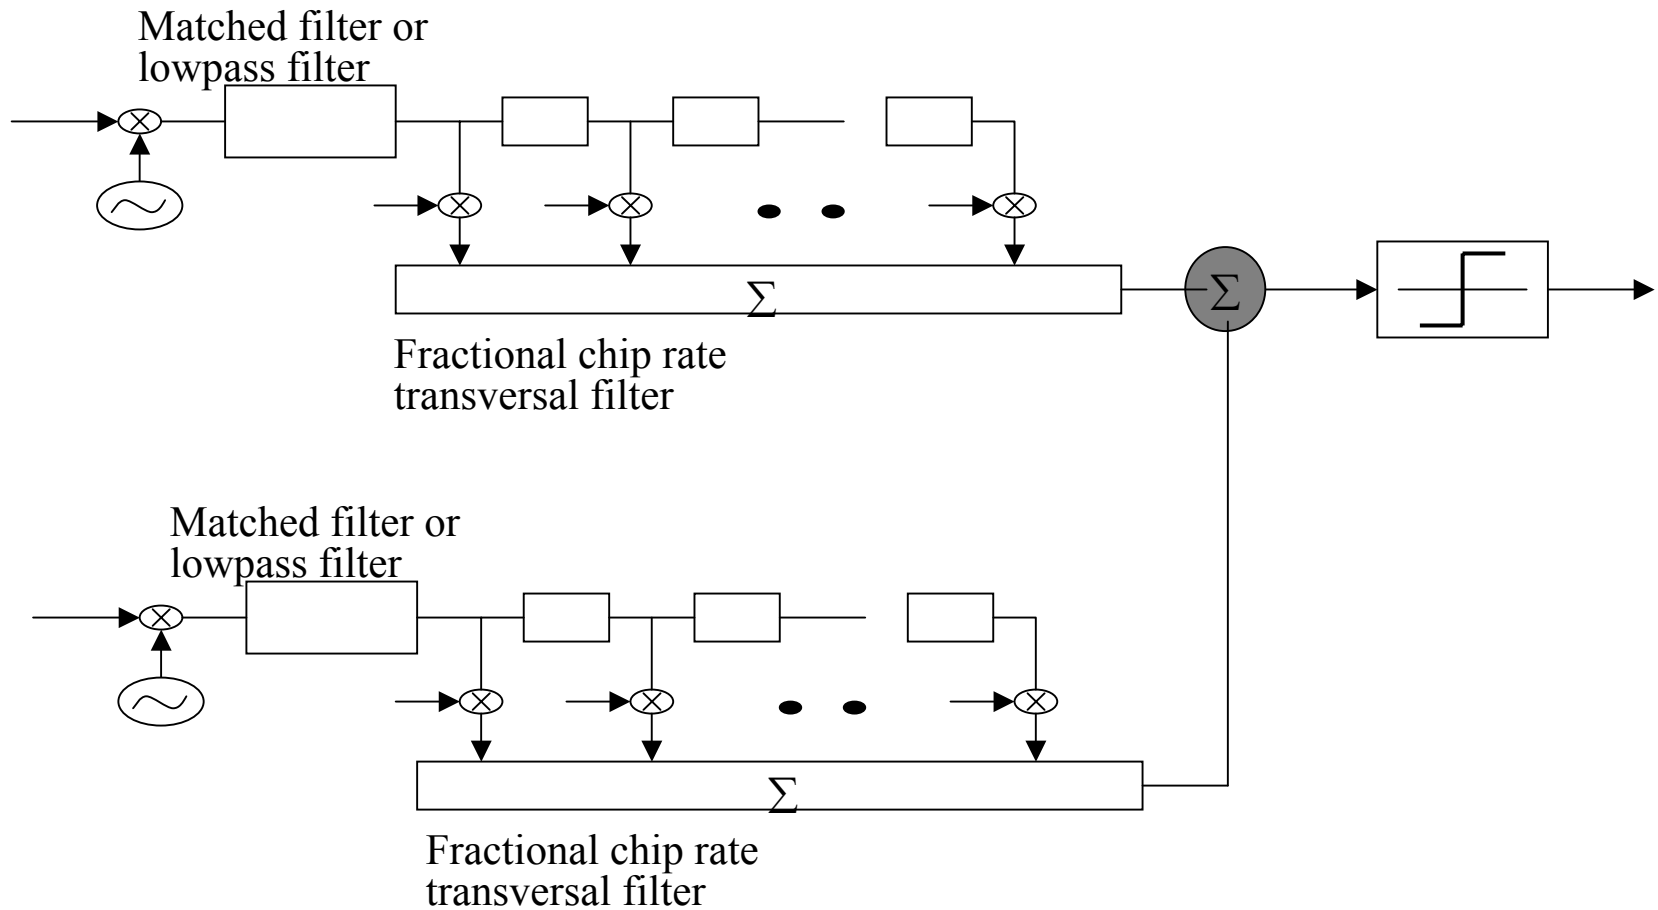 Matched filter or
lowpass filter
Σ
Σ
Fractional chip rate
transversal filter
Matched filter or
lowpass filter
Σ
Fractional chip rate
transversal filter